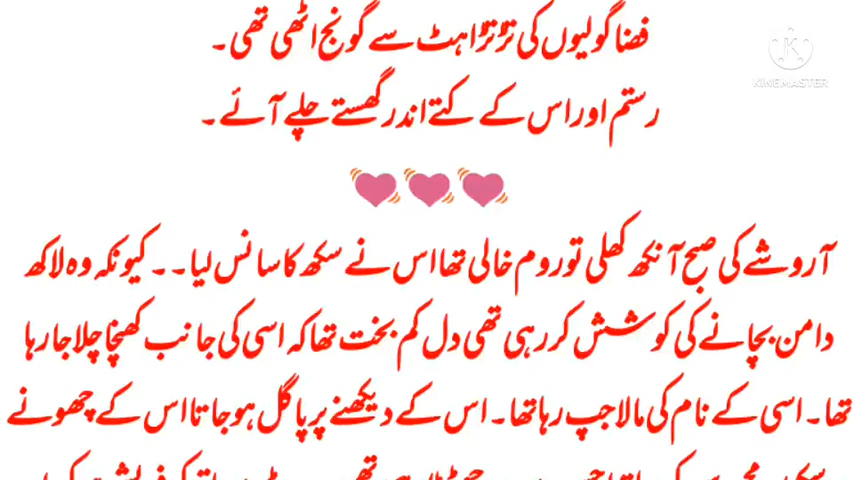 فضا گولیوں کی تڑتڑاہٹ سے گونج اٹھی تھی۔
KINEMASTER
رستم اور اس کے کتے اندر گھستے چلے آئے۔
آروشے کی صبح آنکھ کھلی تو روم خالی تھا اس نے سکھ کا سانس لیا۔۔ کیونکہ وہ لاکھ
دامن بچانے کی کوشش کر رہی تھی دل کم بخت تھا کہ اسی کی جانب کھنچا چلا جا رہا
تھا۔ اسی کے نام کی مالا جپ رہا تھا۔ اس کے دیکھنے پر پاگل ہو جاتا اس کے چھونے